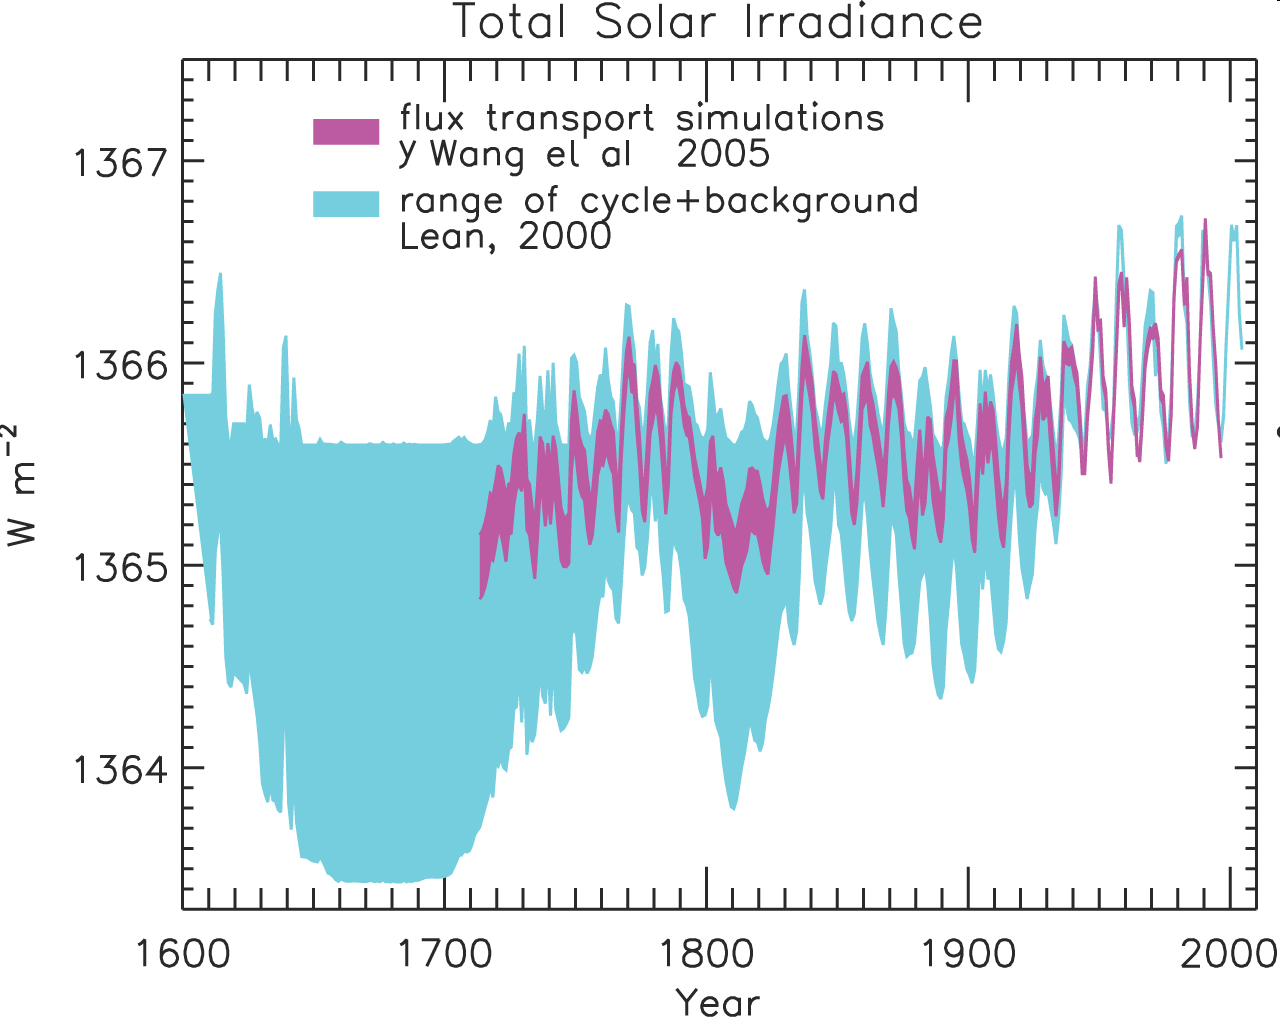 Total Solar Irradiance
flux transport simulations
y Wang el al 2005
range of cycle+background
Lean, 2000
1367
1366
1365
1364
W m⁻²
1600 1700 1800 1900 2000
Year